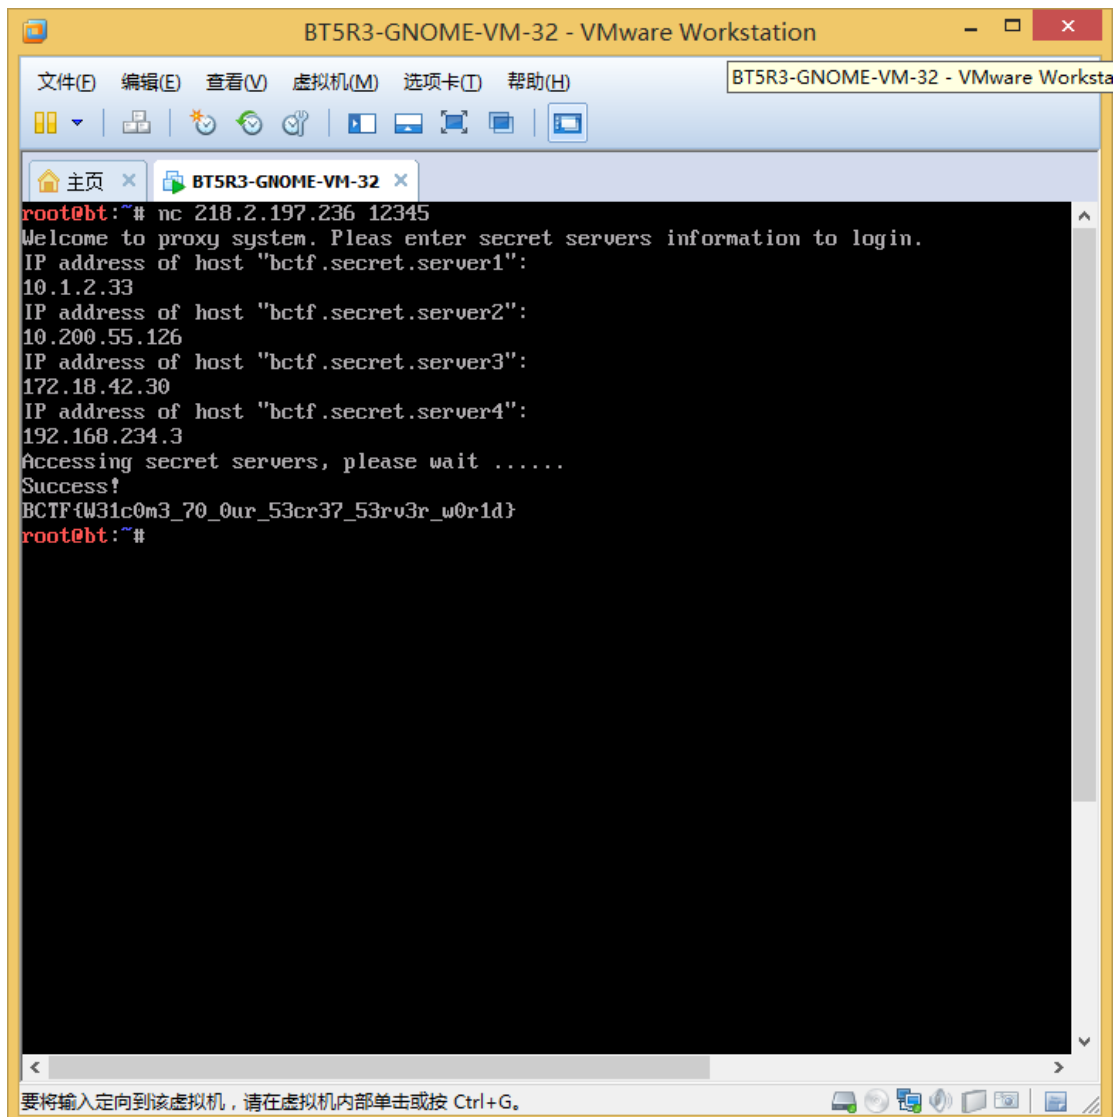 BT5R3-GNOME-VM-32 - VMware Workstation
文件(F) 编辑(E) 查看(V) 虚拟机(M) 选项卡(T) 帮助(H)
BT5R3-GNOME-VM-32 - VMware Worksta
主页 BT5R3-GNOME-VM-32
root@bt:~# nc 218.2.197.236 12345
Welcome to proxy system. Pleas enter secret servers information to login.
IP address of host "bctf.secret.server1":
10.1.2.33
IP address of host "bctf.secret.server2":
10.200.55.126
IP address of host "bctf.secret.server3":
172.18.42.30
IP address of host "bctf.secret.server4":
192.168.234.3
Accessing secret servers, please wait ......
Success!
BCTF{W31c0m3_70_0ur_53cr37_53rv3r_w0r1d}
root@bt:~#
要将输入定向到该虚拟机，请在虚拟机内部单击或按 Ctrl+G。